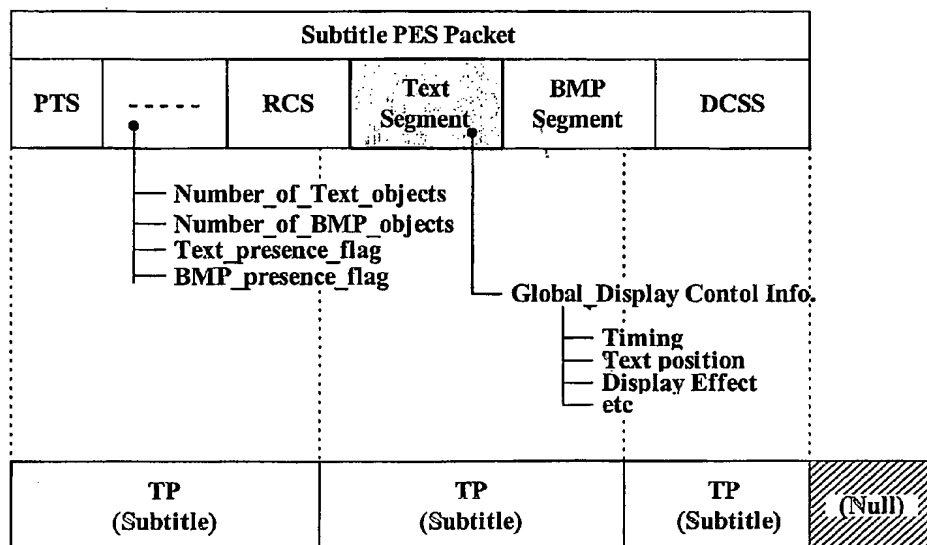 Subtitle PES Packet
PTS
-----
RCS
Text
Segment
BMP
Segment
DCSS
Number_of_Text_objects
Number_of_BMP_objects
Text_presence_flag
BMP_presence_flag
Global_Display Contol Info.
Timing
Text position
Display Effect
etc
TP
(Subtitle)
TP
(Subtitle)
TP
(Subtitle)
(Null)